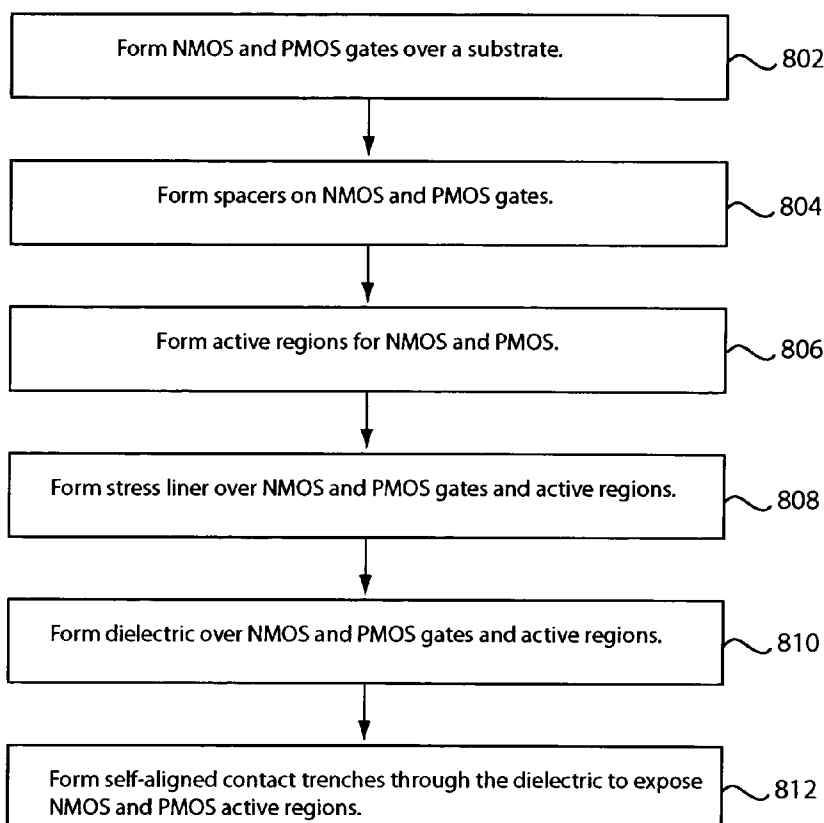 Form NMOS and PMOS gates over a substrate.
802
Form spacers on NMOS and PMOS gates.
804
Form active regions for NMOS and PMOS.
806
Form stress liner over NMOS and PMOS gates and active regions.
808
Form dielectric over NMOS and PMOS gates and active regions.
810
Form self-aligned contact trenches through the dielectric to expose
NMOS and PMOS active regions.
812